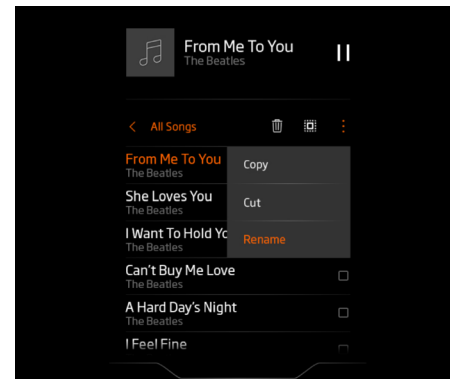 From Me To You
The Beatles
All Songs
From Me To You
The Beatles
Copy
She Loves You
The Beatles
Cut
I Want To Hold Yo
The Beatles
Rename
Can't Buy Me Love
The Beatles
A Hard Day's Night
The Beatles
I Feel Fine